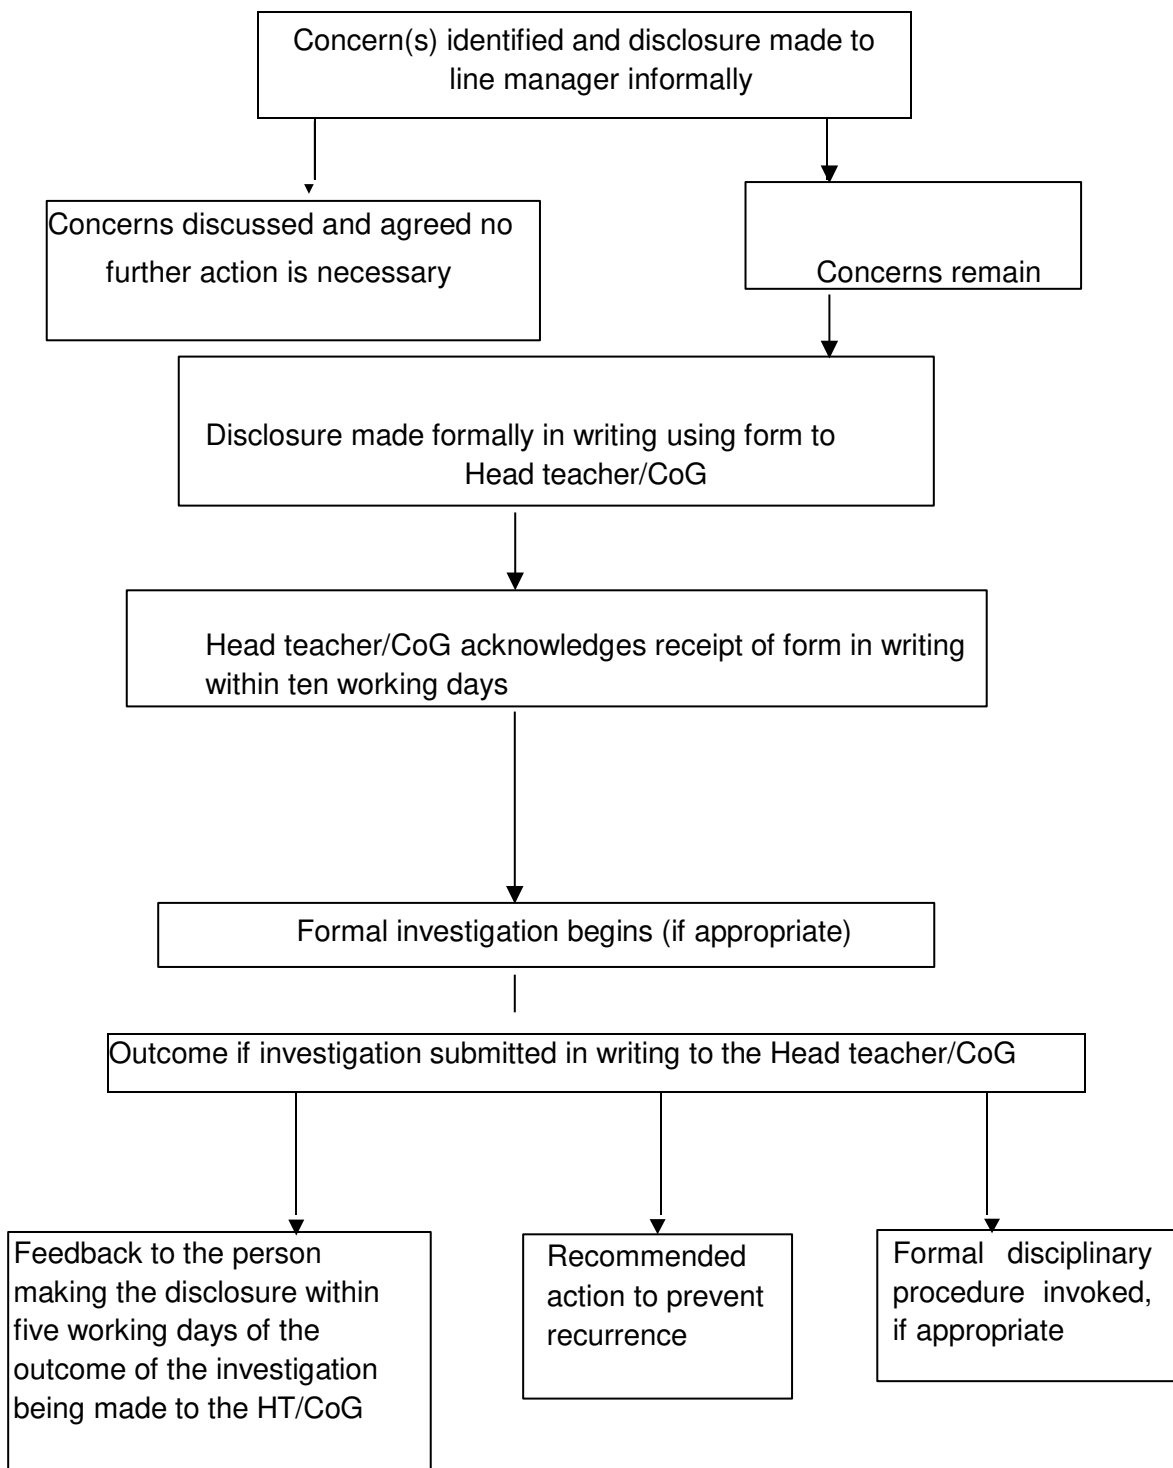 Concern(s) identified and disclosure made to
line manager informally
Concerns discussed and agreed no
further action is necessary
Concerns remain
Disclosure made formally in writing using form to
Head teacher/CoG
Head teacher/CoG acknowledges receipt of form in writing
within ten working days
Formal investigation begins (if appropriate)
Outcome if investigation submitted in writing to the Head teacher/CoG
Feedback to the person
making the disclosure within
five working days of the
outcome of the investigation
being made to the HT/CoG
Recommended
action to prevent
recurrence
Formal disciplinary
procedure invoked,
if appropriate